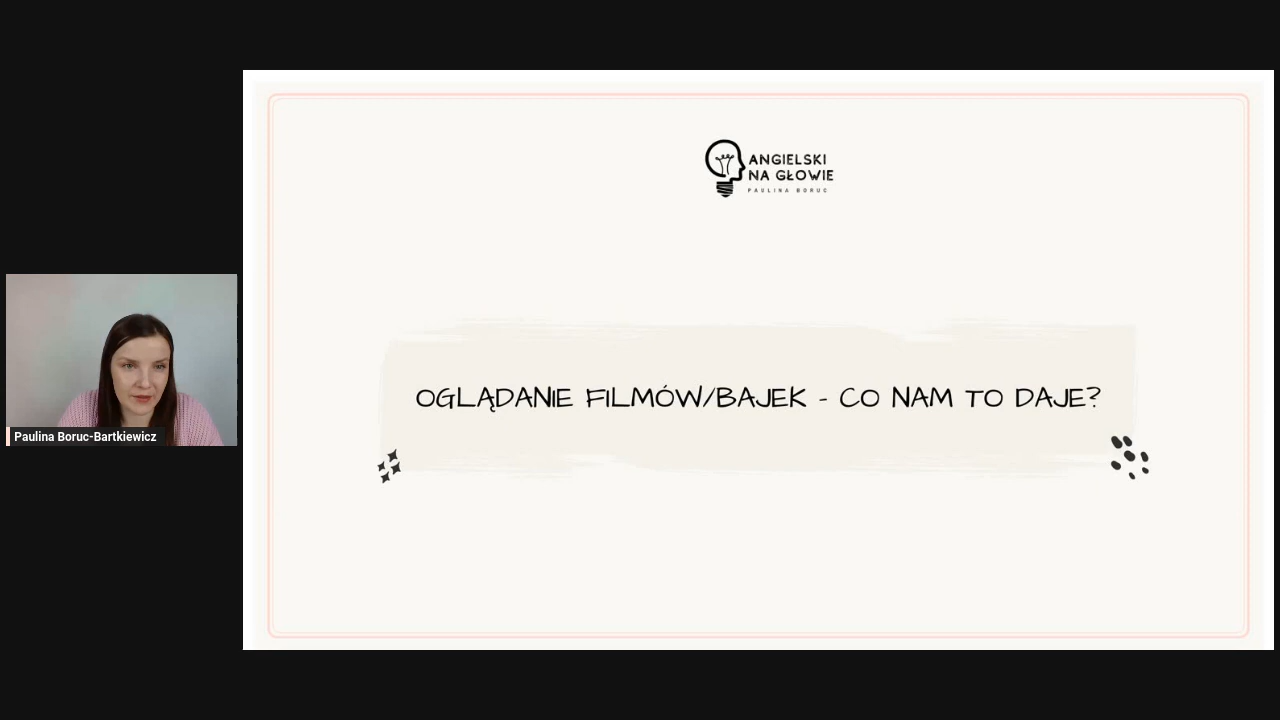 ANGIELSKI
NA GŁOWIE
PAULINA BORUC
OGLĄDANIE FILMÓW/BAJEK - CO NAM TO DAJE?
Paulina Boruc-Bartkiewicz